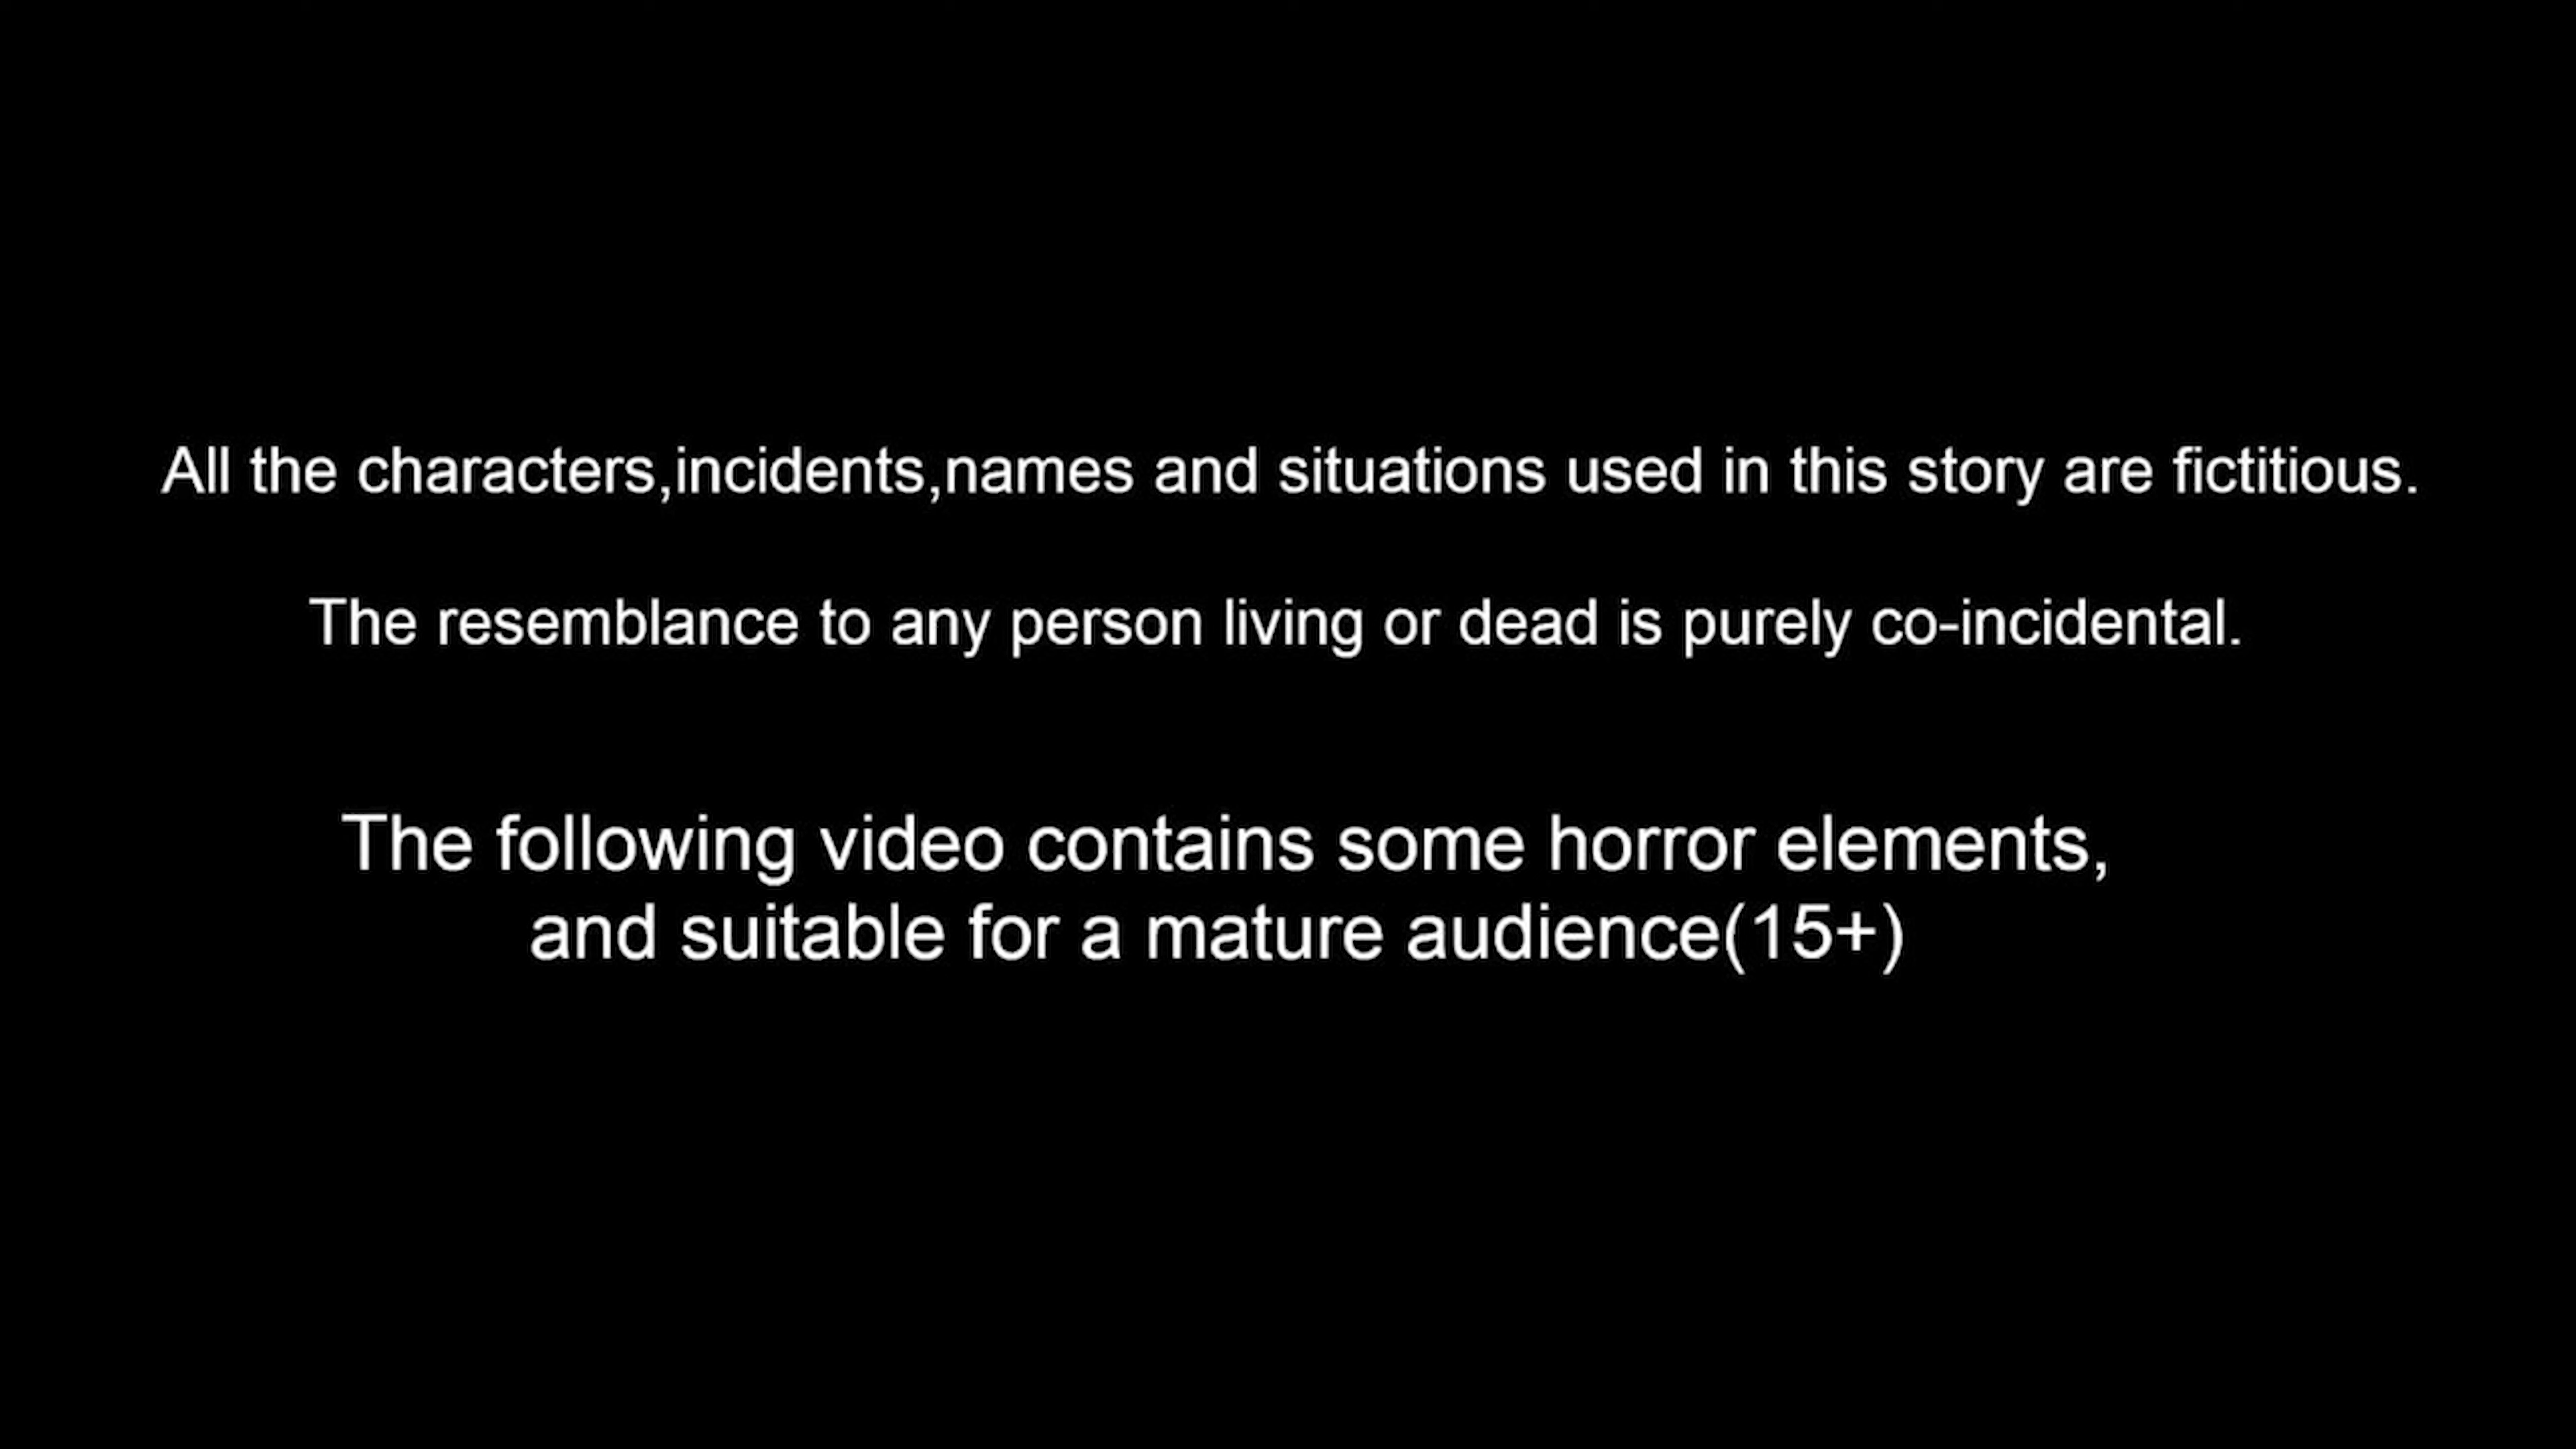 All the characters,incidents,names and situations used in this story are fictitious.
The resemblance to any person living or dead is purely co-incidental.
The following video contains some horror elements,
and suitable for a mature audience(15+)